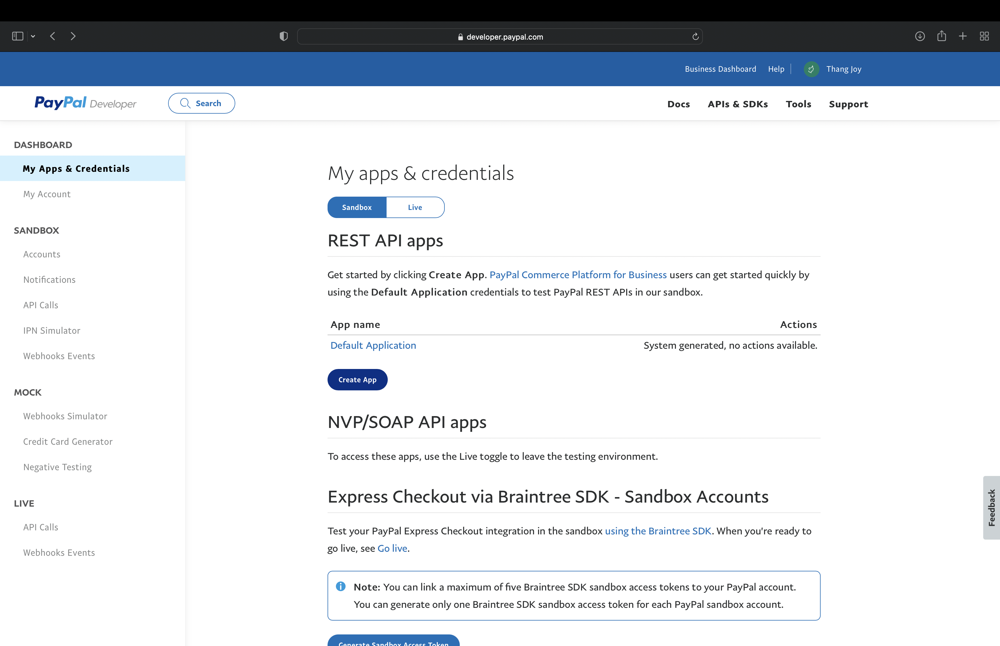 developer.paypal.com
Business Dashboard Help Thang Joy
PayPal Developer Search Docs APIs & SDKs Tools Support
DASHBOARD
My Apps & Credentials
My Account
SANDBOX
Accounts
Notifications
API Calls
IPN Simulator
Webhooks Events
MOCK
Webhooks Simulator
Credit Card Generator
Negative Testing
LIVE
API Calls
Webhooks Events
My apps & credentials
Sandbox Live
REST API apps
Get started by clicking Create App. PayPal Commerce Platform for Business users can get started quickly by
using the Default Application credentials to test PayPal REST APIs in our sandbox.
App name Actions
Default Application System generated, no actions available.
Create App
NVP/SOAP API apps
To access these apps, use the Live toggle to leave the testing environment.
Express Checkout via Braintree SDK - Sandbox Accounts
Test your PayPal Express Checkout integration in the sandbox using the Braintree SDK. When you're ready to
go live, see Go live.
Note: You can link a maximum of five Braintree SDK sandbox access tokens to your PayPal account.
You can generate only one Braintree SDK sandbox access token for each PayPal sandbox account.
Generate Sandbox Access Token
Feedback